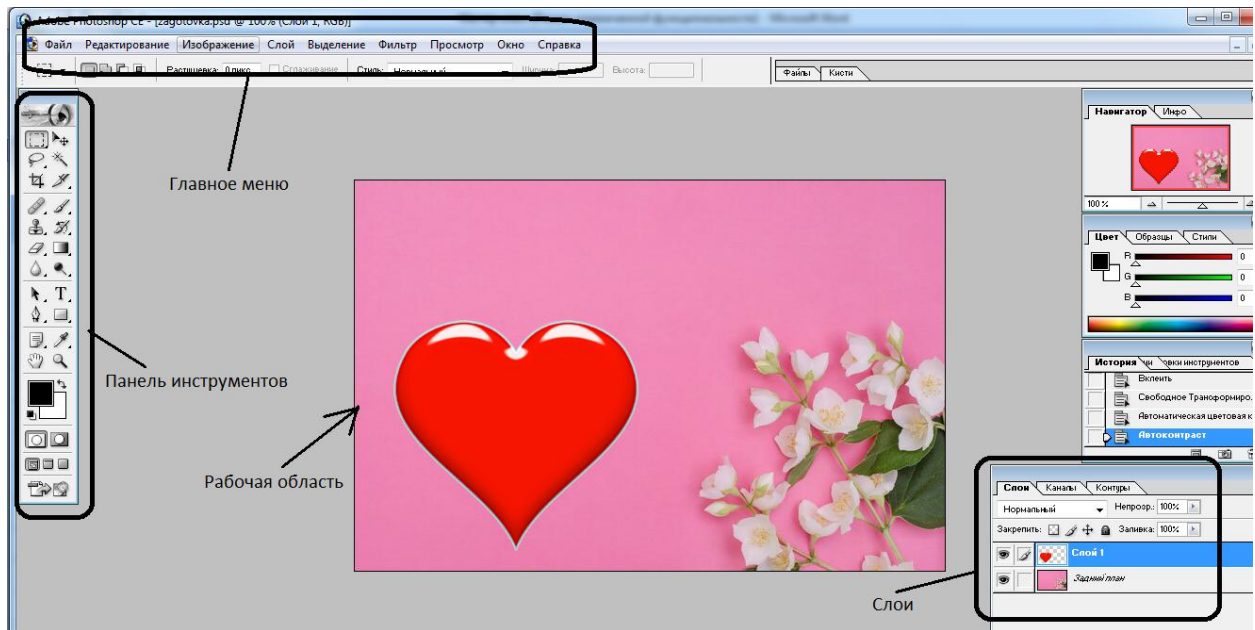 Adobe Photoshop CE - [zagotovka.psd @ 100% (Слой 1, RGB)]
Файл Редактирование Изображение Слой Выделение Фильтр Просмотр Окно Справка
Растушевка: 0 пикс. Сглаживание Стиль: Нормальный Ширина: Высота:
Файлы Кисти
Навигатор Инфо
100 %
Главное меню
Цвет Образцы Стили
R 0
G 0
B 0
История инструментов
Вклеить
Свободное Трансформиро..
Автоматическая цветовая к
Автоконтраст
Панель инструментов
Рабочая область
Слои Каналы Контуры
Нормальный Непрозр.: 100%
Закрепить: Заливка: 100%
Слой 1
Задний план
Слои